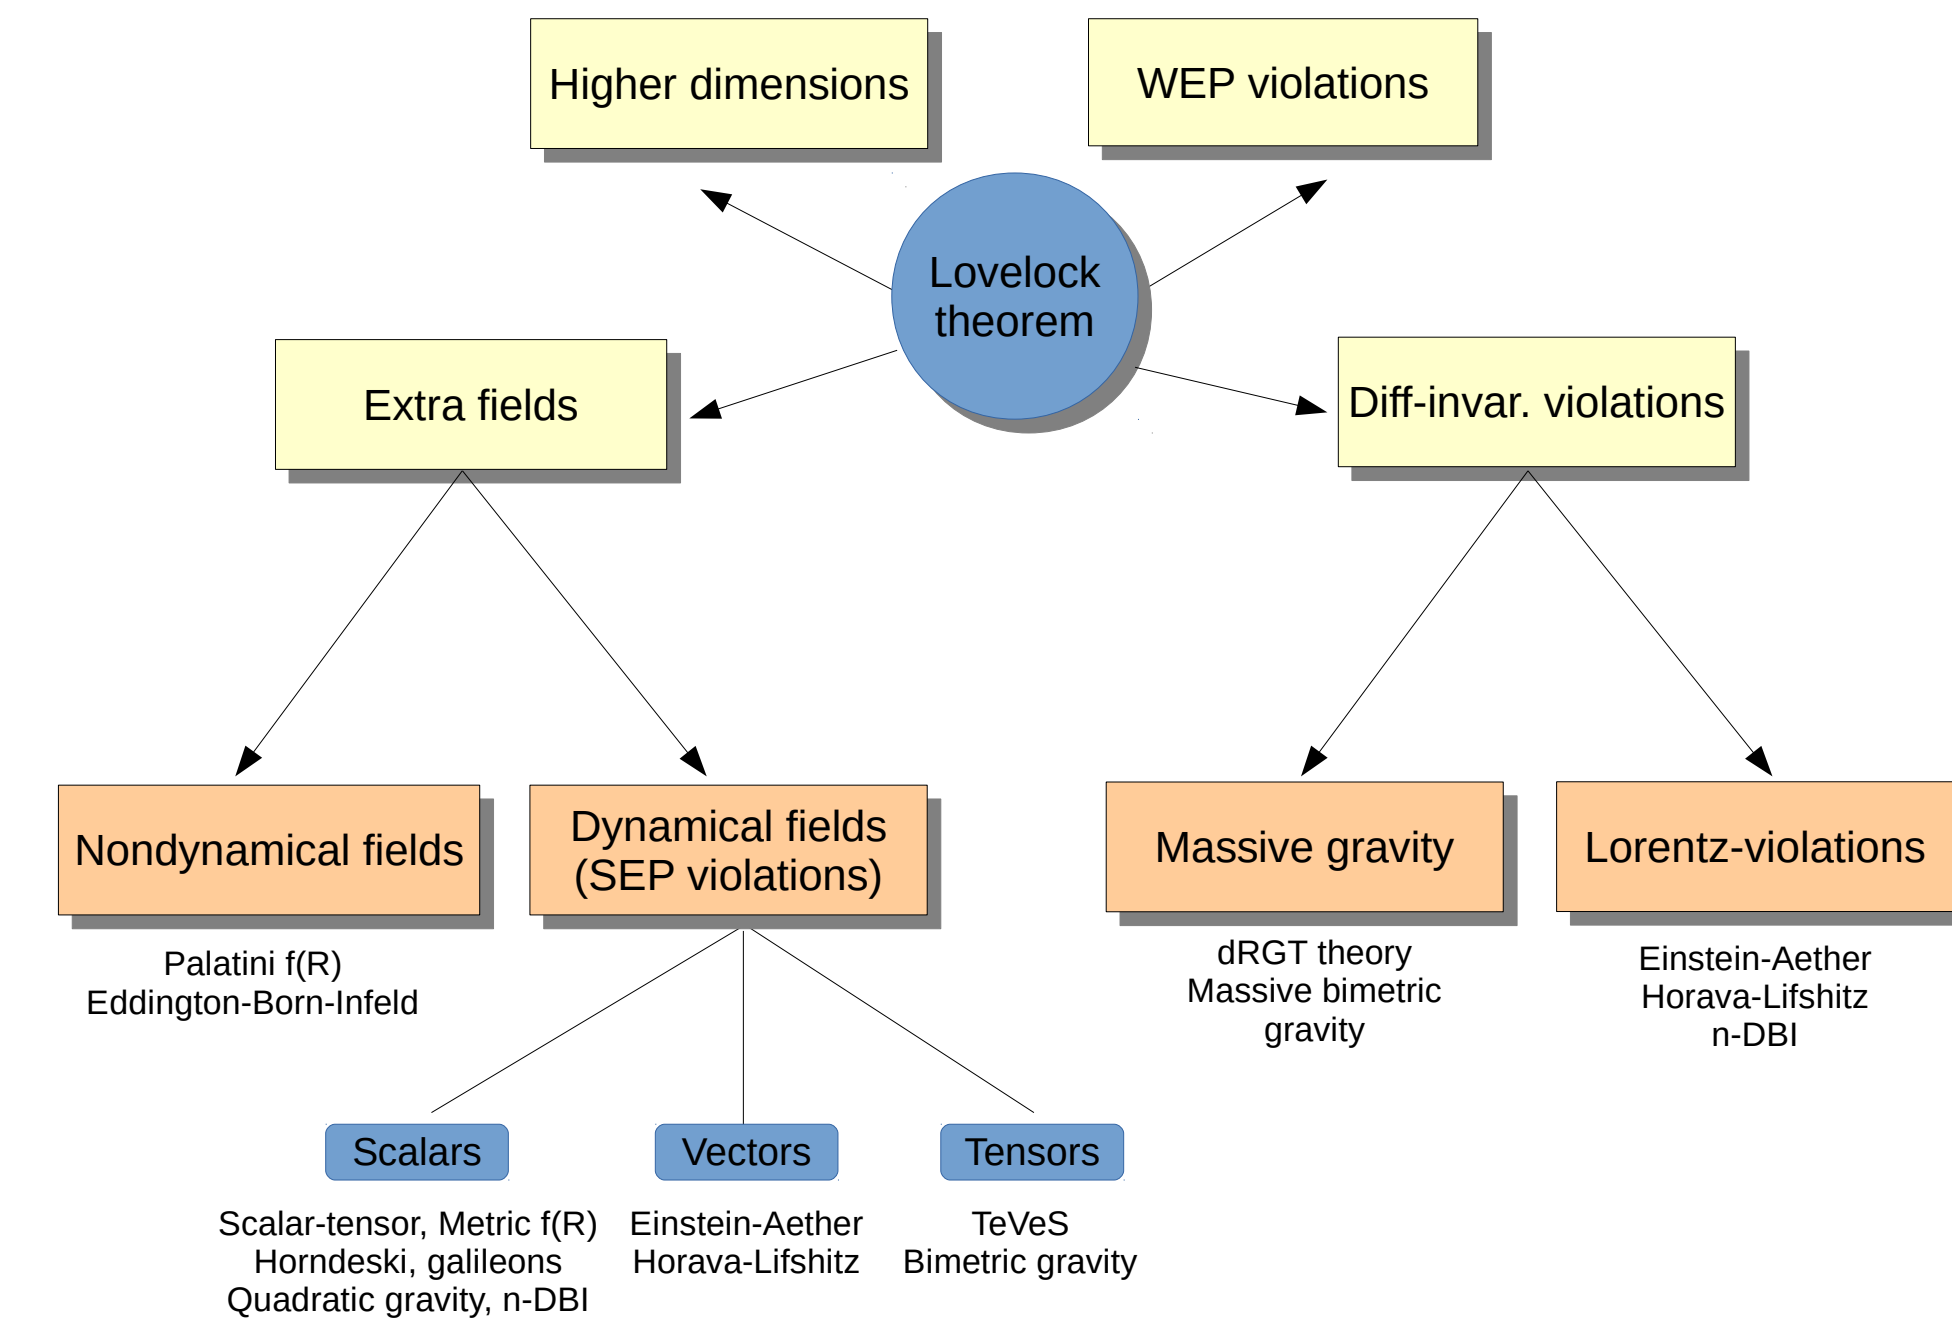 Higher dimensions
WEP violations
Lovelock
theorem
Extra fields
Diff-invar. violations
Nondynamical fields
Dynamical fields
(SEP violations)
Massive gravity
Lorentz-violations
Palatini f(R)
Eddington-Born-Infeld
dRGT theory
Massive bimetric
gravity
Einstein-Aether
Horava-Lifshitz
n-DBI
Scalars
Vectors
Tensors
Scalar-tensor, Metric f(R)
Horndeski, galileons
Quadratic gravity, n-DBI
Einstein-Aether
Horava-Lifshitz
TeVeS
Bimetric gravity